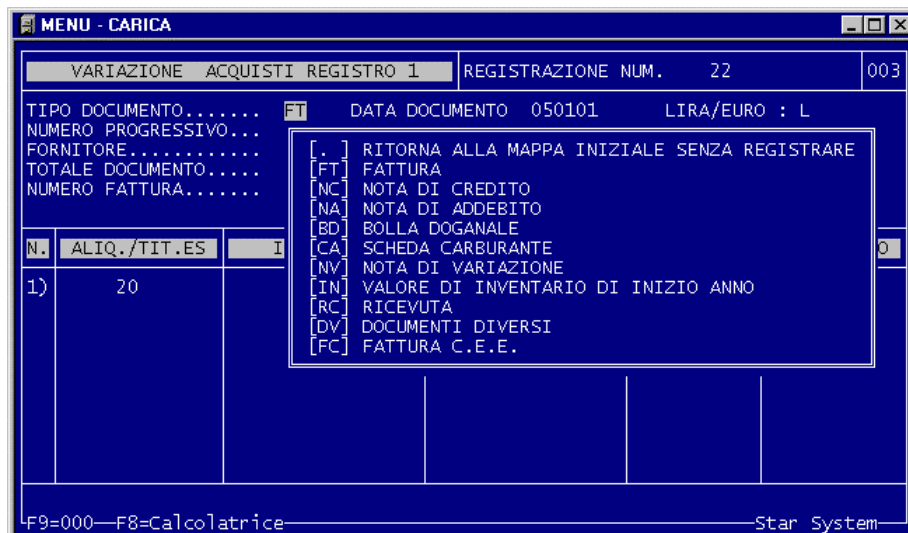 MENU - CARICA
VARIAZIONE ACQUISTI REGISTRO 1 REGISTRAZIONE NUM. 22 003
TIPO DOCUMENTO....... FT DATA DOCUMENTO 050101 LIRA/EURO : L
NUMERO PROGRESSIVO...
FORNITORE............
TOTALE DOCUMENTO.....
NUMERO FATTURA.......
[. ] RITORNA ALLA MAPPA INIZIALE SENZA REGISTRARE
[FT] FATTURA
[NC] NOTA DI CREDITO
[NA] NOTA DI ADDEBITO
[BD] BOLLA DOGANALE
[CA] SCHEDA CARBURANTE
[NV] NOTA DI VARIAZIONE
[IN] VALORE DI INVENTARIO DI INIZIO ANNO
[RC] RICEVUTA
[DV] DOCUMENTI DIVERSI
[FC] FATTURA C.E.E.
N. ALIQ./TIT.ES I O
1) 20
F9=000 F8=Calcolatrice Star System